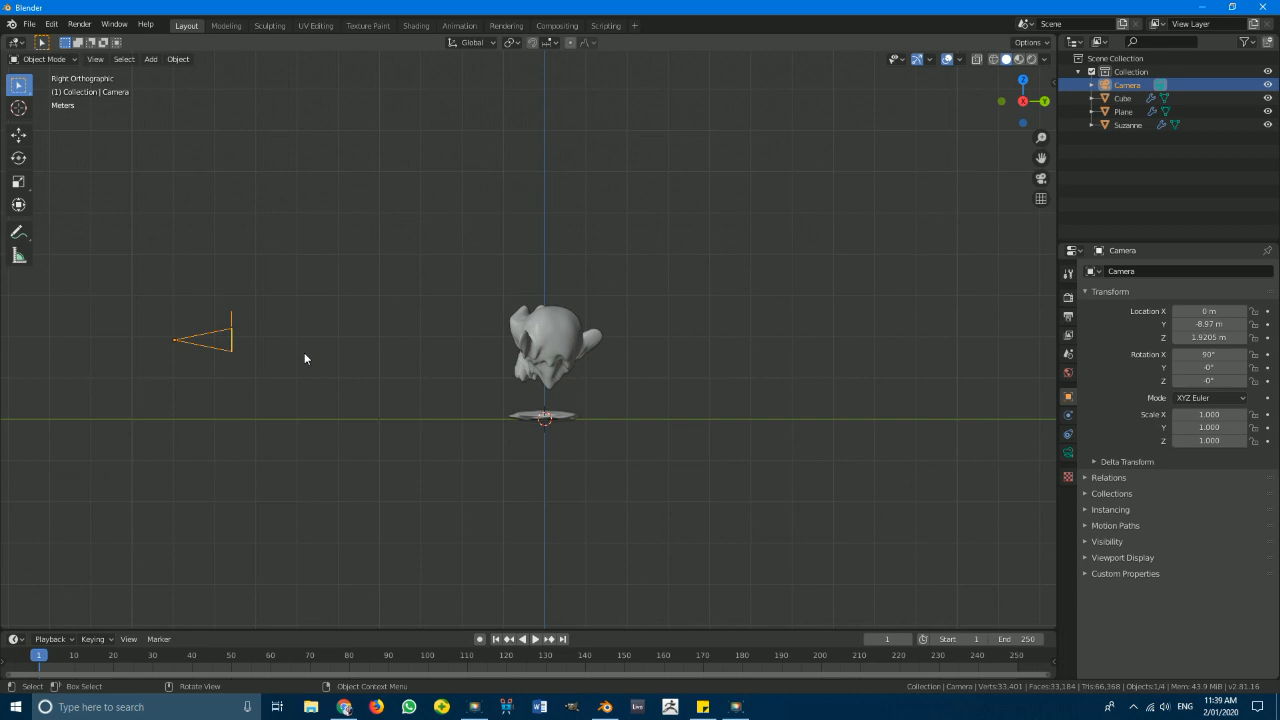 Blender
File Edit Render Window Help Layout Modeling Sculpting UV Editing Texture Paint Shading Animation Rendering Compositing Scripting + Scene View Layer
Global Options
Object Mode View Select Add Object
Right Orthographic
(1) Collection | Camera
Meters
Z
X Y
Scene Collection
Collection
Camera
Cube
Plane
Suzanne
Camera
Camera
Transform
Location X 0 m
Y -8.97 m
Z 1.9205 m
Rotation X 90°
Y -0°
Z -0°
Mode XYZ Euler
Scale X 1.000
Y 1.000
Z 1.000
Delta Transform
Relations
Collections
Instancing
Motion Paths
Visibility
Viewport Display
Custom Properties
Playback Keying View Marker 1 Start 1 End 250
1 10 20 30 40 50 60 70 80 90 100 110 120 130 140 150 160 170 180 190 200 210 220 230 240 250
Select Box Select Rotate View Object Context Menu Collection | Camera | Verts:33,401 | Faces:33,184 | Tris:66,368 | Objects:1/4 | Mem: 43.9 MiB | v2.81.16
Type here to search Live ENG 11:39 AM
2/01/2020